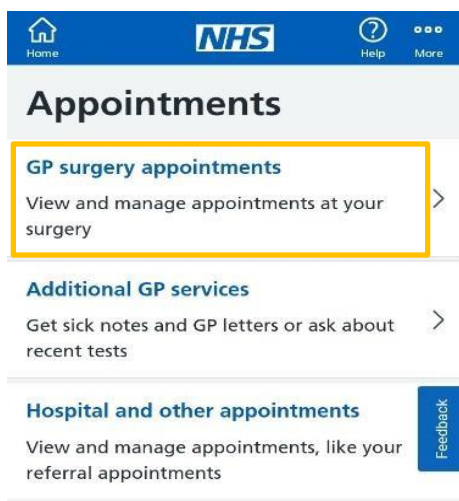 Home
NHS
Help
More
Appointments
GP surgery appointments
View and manage appointments at your
surgery
Additional GP services
Get sick notes and GP letters or ask about
recent tests
Feedback
Hospital and other appointments
View and manage appointments, like your
referral appointments